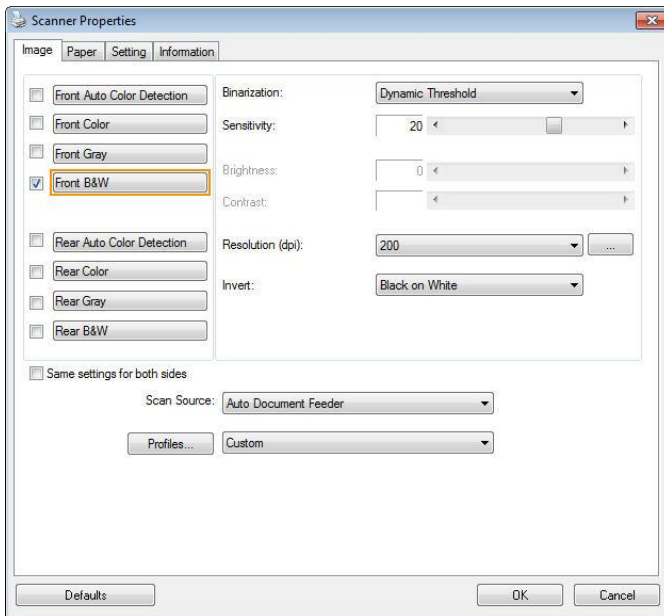 Scanner Properties
Image Paper Setting Information
Front Auto Color Detection
Front Color
Front Gray
Front B&W
Rear Auto Color Detection
Rear Color
Rear Gray
Rear B&W
Binarization: Dynamic Threshold
Sensitivity: 20
Brightness: 0
Contrast:
Resolution (dpi): 200 ...
Invert: Black on White
Same settings for both sides
Scan Source: Auto Document Feeder
Profiles... Custom
Defaults OK Cancel